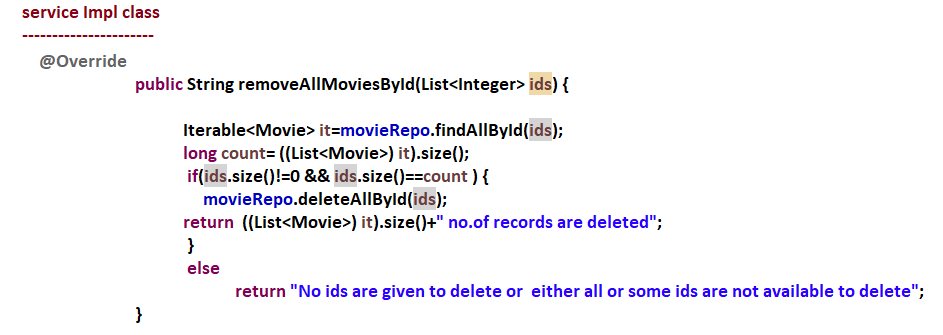 service Impl class
----------------------
@Override
public String removeAllMoviesById(List<Integer> ids) {
Iterable<Movie> it=movieRepo.findAllById(ids);
long count= ((List<Movie>) it).size();
if(ids.size()!=0 && ids.size()==count ) {
movieRepo.deleteAllById(ids);
return  ((List<Movie>) it).size()+" no.of records are deleted";
}
else
return "No ids are given to delete or  either all or some ids are not available to delete";
}